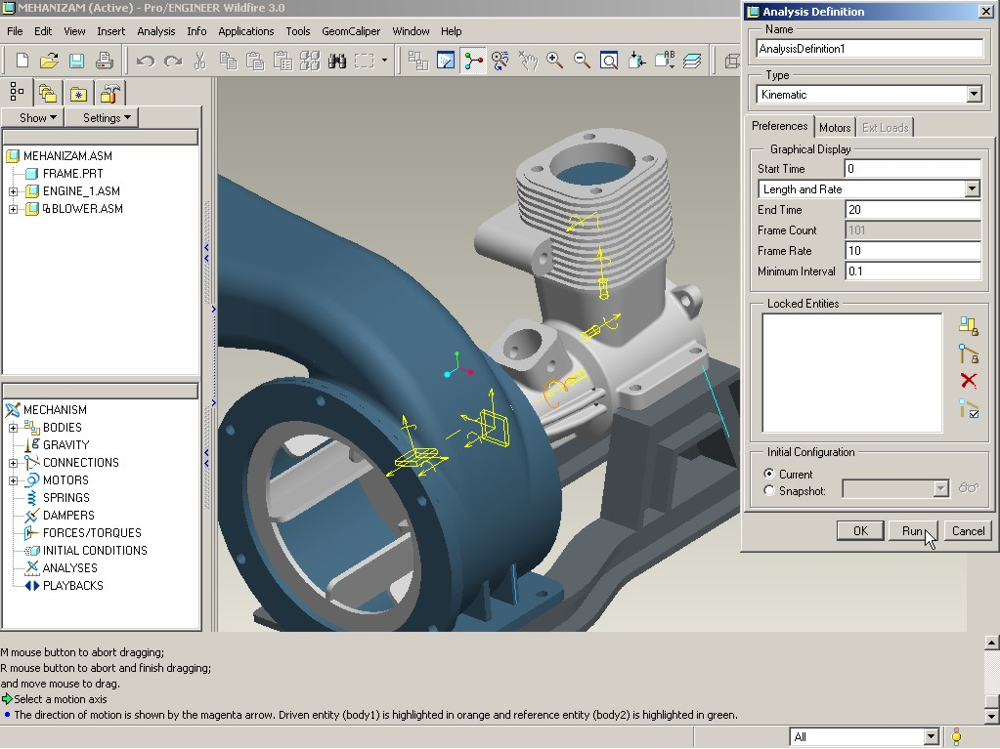 MEHANIZAM (Active) - Pro/ENGINEER Wildfire 3.0
File Edit View Insert Analysis Info Applications Tools GeomCaliper Window Help
Show Settings
MEHANIZAM.ASM
FRAME.PRT
ENGINE_1.ASM
BLOWER.ASM
MECHANISM
BODIES
GRAVITY
CONNECTIONS
MOTORS
SPRINGS
DAMPERS
FORCES/TORQUES
INITIAL CONDITIONS
ANALYSES
PLAYBACKS
Analysis Definition
Name
AnalysisDefinition1
Type
Kinematic
Preferences Motors Ext Loads
Graphical Display
Start Time 0
Length and Rate
End Time 20
Frame Count 101
Frame Rate 10
Minimum Interval 0.1
Locked Entities
Initial Configuration
Current
Snapshot:
OK Run Cancel
M mouse button to abort dragging;
R mouse button to abort and finish dragging;
and move mouse to drag.
Select a motion axis
The direction of motion is shown by the magenta arrow. Driven entity (body1) is highlighted in orange and reference entity (body2) is highlighted in green.
All